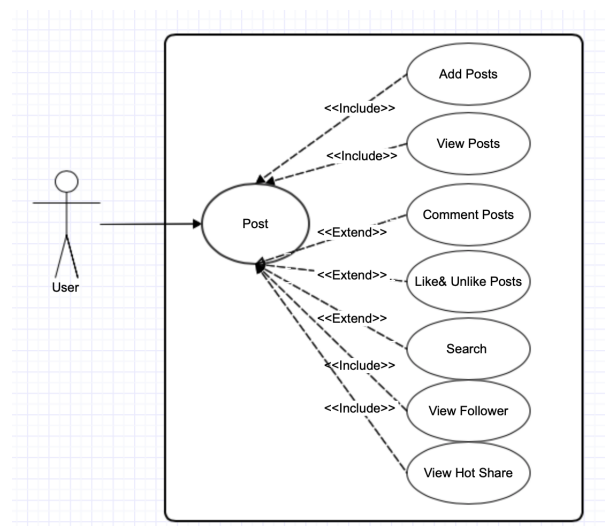 Add Posts
<<Include>>
View Posts
<<Include>>
Post
Comment Posts
<<Extend>>
User
<<Extend>>
Like& Unlike Posts
<<Extend>>
Search
<<Include>>
View Follower
<<Include>>
View Hot Share